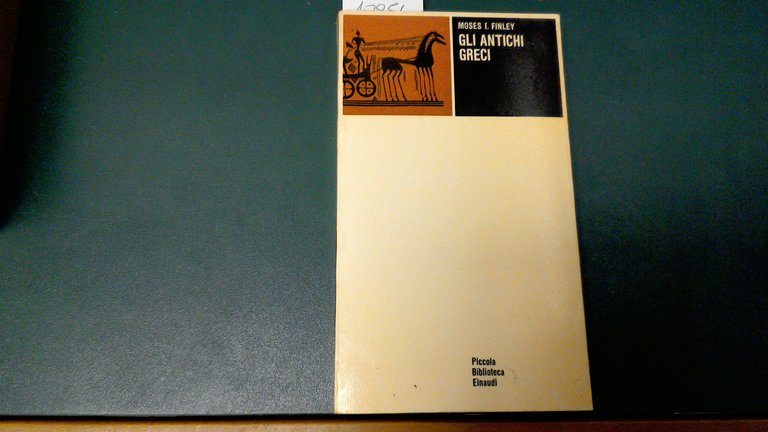 MOSES I. FINLEY
GLI ANTICHI
GRECI
Piccola
Biblioteca
Einaudi